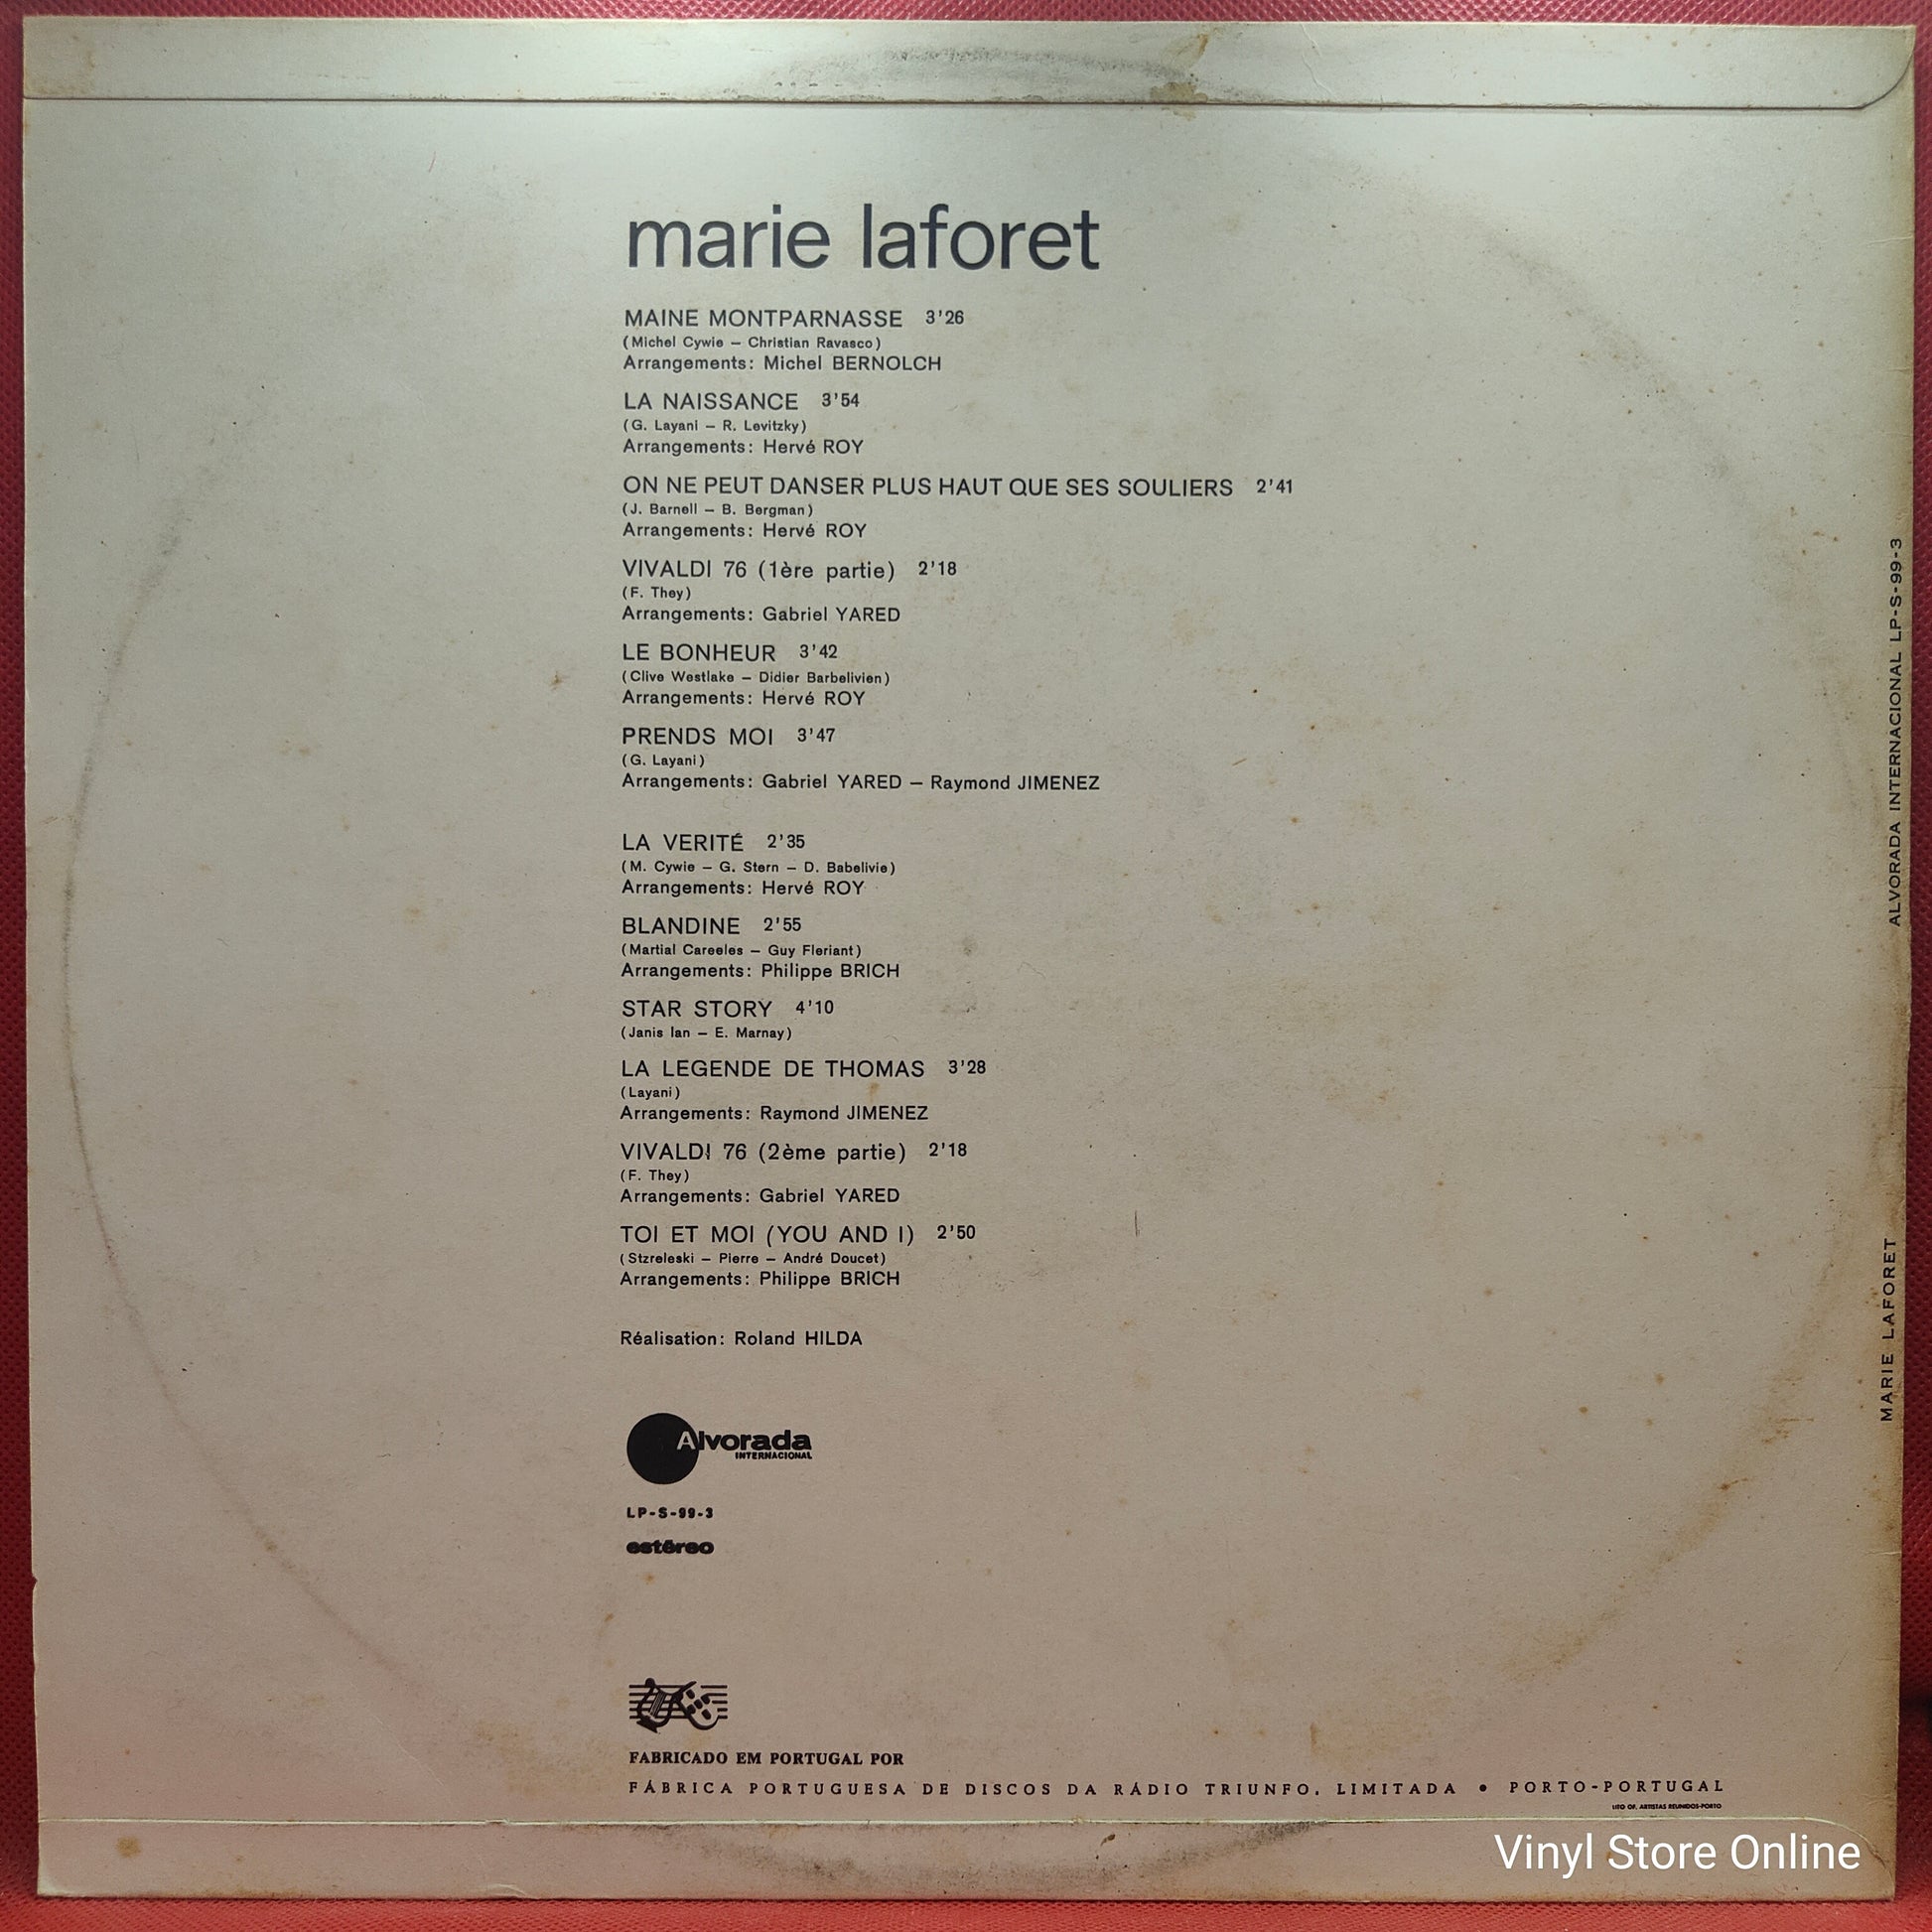 marie laforet
MAINE MONTPARNASSE 3'26
(Michel Cywie – Christian Ravasco)
Arrangements: Michel BERNOLCH
LA NAISSANCE 3'54
(G. Layani – R. Levitzky)
Arrangements: Hervé ROY
ON NE PEUT DANSER PLUS HAUT QUE SES SOULIERS 2'41
(J. Barnell – B. Bergman)
Arrangements: Hervé ROY
VIVALDI 76 (1ère partie) 2'18
(F. They)
Arrangements: Gabriel YARED
LE BONHEUR 3'42
(Clive Westlake – Didier Barbelivien)
Arrangements: Hervé ROY
PRENDS MOI 3'47
(G. Layani)
Arrangements: Gabriel YARED – Raymond JIMENEZ
LA VERITÉ 2'35
(M. Cywie – G. Stern – D. Babelivie)
Arrangements: Hervé ROY
BLANDINE 2'55
(Martial Careeles – Guy Fleriant)
Arrangements: Philippe BRICH
STAR STORY 4'10
(Janis Ian – E. Marnay)
LA LEGENDE DE THOMAS 3'28
(Layani)
Arrangements: Raymond JIMENEZ
VIVALDI 76 (2ème partie) 2'18
(F. They)
Arrangements: Gabriel YARED
TOI ET MOI (YOU AND I) 2'50
(Stzreleski – Pierre – André Doucet)
Arrangements: Philippe BRICH
Réalisation: Roland HILDA
Alvorada
INTERNACIONAL
LP-S-99-3
estéreo
FABRICADO EM PORTUGAL POR
FÁBRICA PORTUGUESA DE DISCOS DA RÁDIO TRIUNFO, LIMITADA • PORTO-PORTUGAL
LITO OF. ARTISTAS REUNIDOS-PORTO
MARIE LAFORET ALVORADA INTERNACIONAL LP-S-99-3
Vinyl Store Online